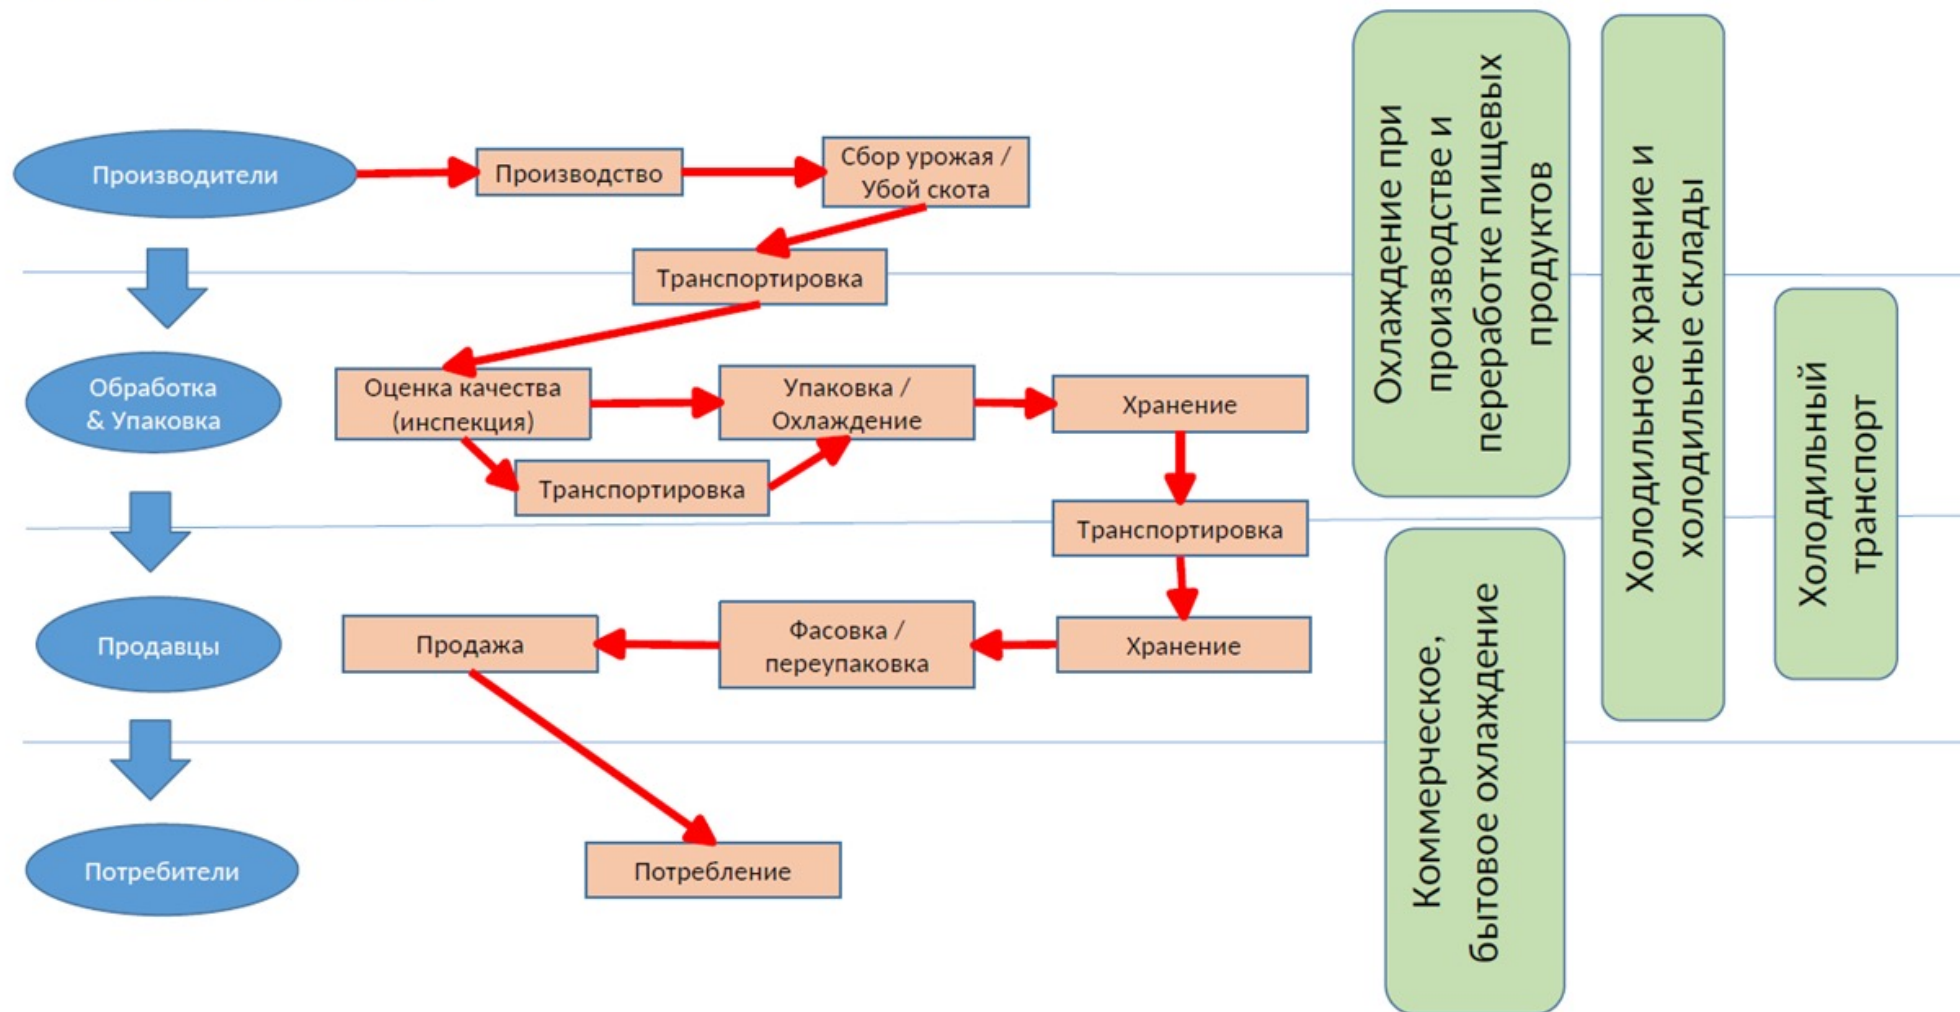 Производители
Производство
Сбор урожая /
Убой скота
Транспортировка
Обработка
& Упаковка
Оценка качества
(инспекция)
Упаковка /
Охлаждение
Хранение
Транспортировка
Транспортировка
Продавцы
Продажа
Фасовка /
переупаковка
Хранение
Потребители
Потребление
Охлаждение при
производстве и
переработке пищевых
продуктов
Коммерческое,
бытовое охлаждение
Холодильное хранение и
холодильные склады
Холодильный
транспорт